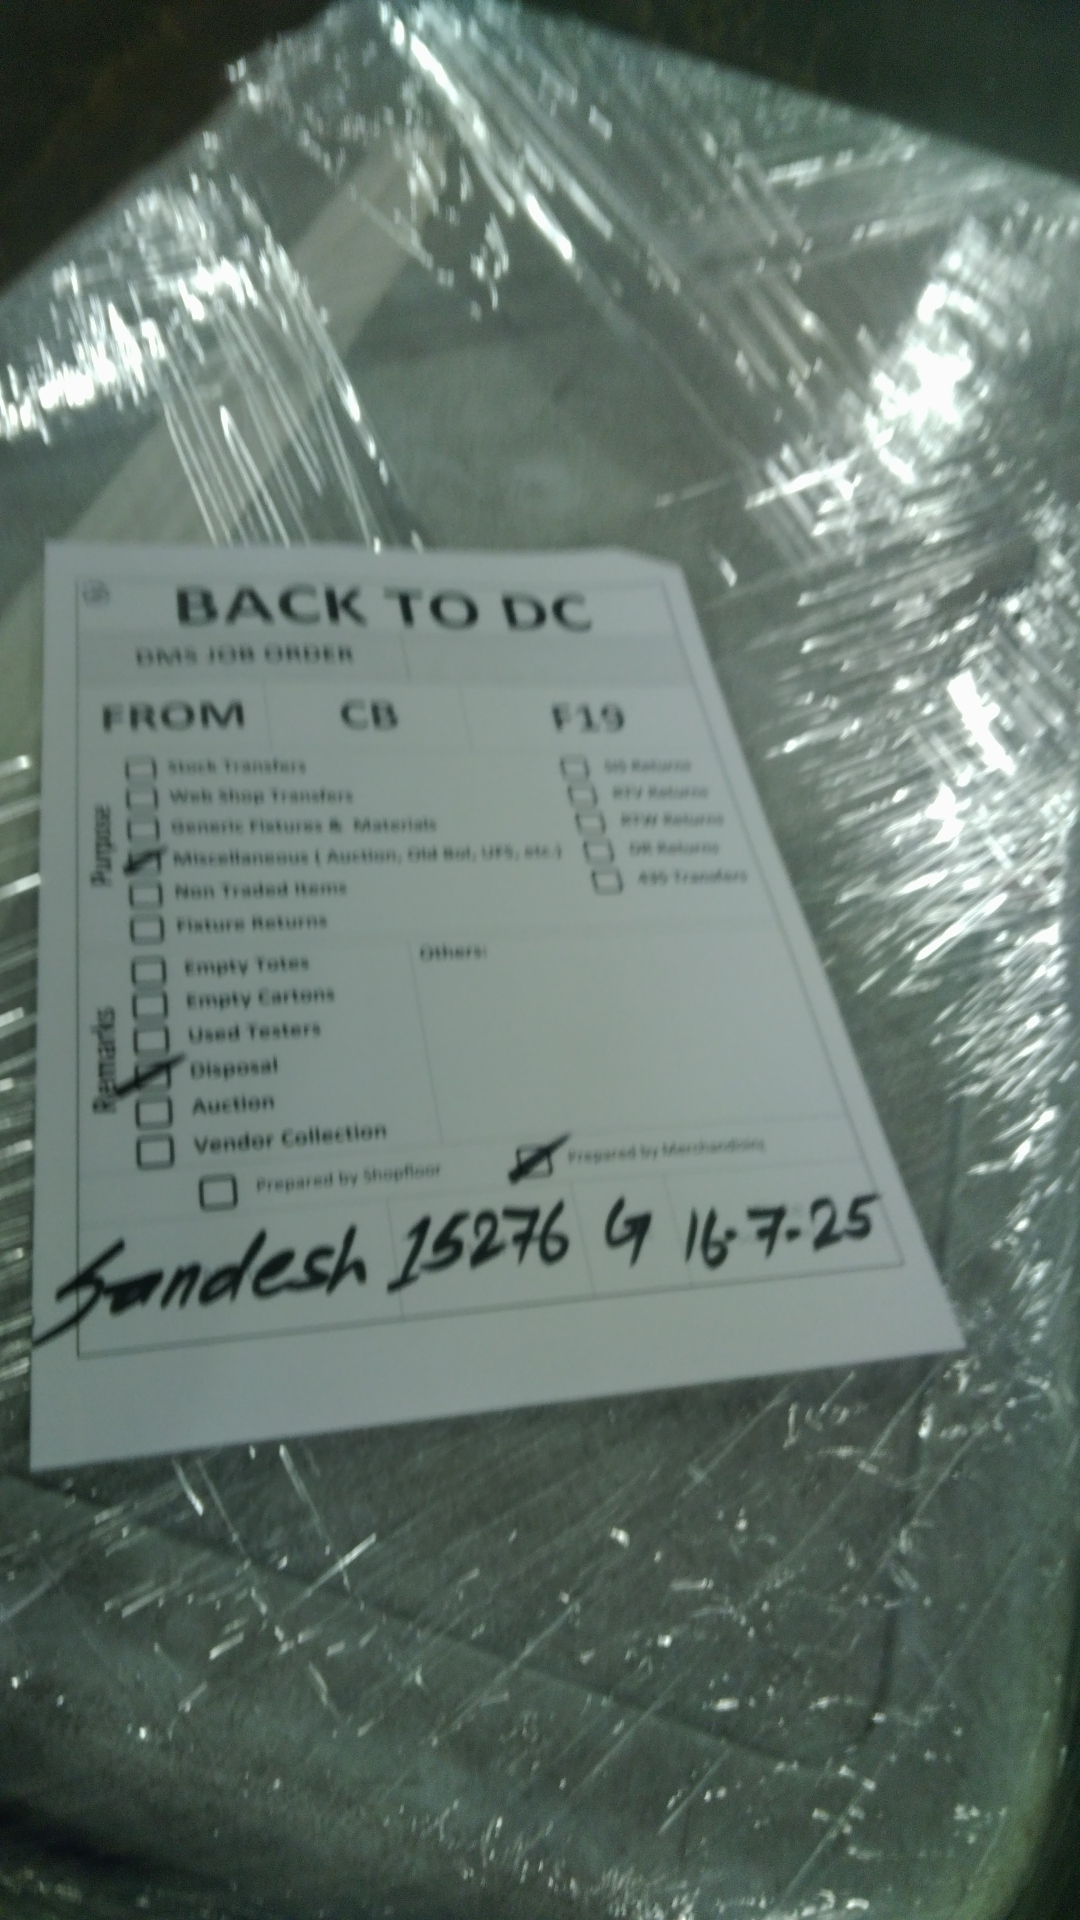 BACK TO DC
DMS JOB ORDER
FROM CB F19
Purpose
Stock Transfers
Web Shop Transfers
Generic Fixtures & Materials
Miscellaneous ( Auction, Old Bol, UFS, etc.)
Non Traded Items
Fixture Returns
SIS Returns
RTV Returns
RTW Returns
DR Returns
Transfers
Remarks
Empty Totes
Empty Cartons
Used Testers
Disposal
Auction
Vendor Collection
Others:
Prepared by Shopfloor
Prepared by Merchandising
Sandesh 15276 G 16-7-25